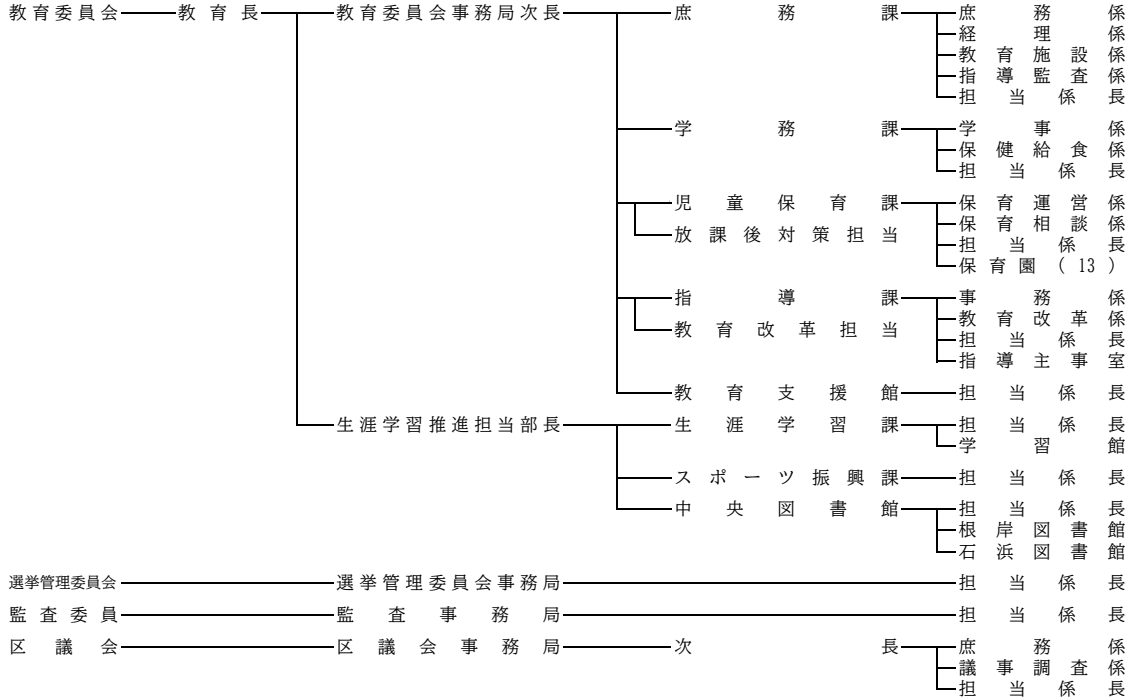 教育委員会 教育長 教育委員会事務局次長 庶務課 庶務係
経理係
教育施設係
指導監査係
担当係長
学務課 学事係
保健給食係
担当係長
児童保育課 保育運営係
保育相談係
放課後対策担当 担当係長
保育園(13)
指導課 事務係
教育改革係
教育改革担当 担当係長
指導主事室
教育支援館 担当係長
生涯学習推進担当部長 生涯学習課 担当係長
学習館
スポーツ振興課 担当係長
中央図書館 担当係長
根岸図書館
石浜図書館
選挙管理委員会 選挙管理委員会事務局 担当係長
監査委員 監査事務局 担当係長
区議会 区議会事務局 次長 庶務係
議事調査係
担当係長